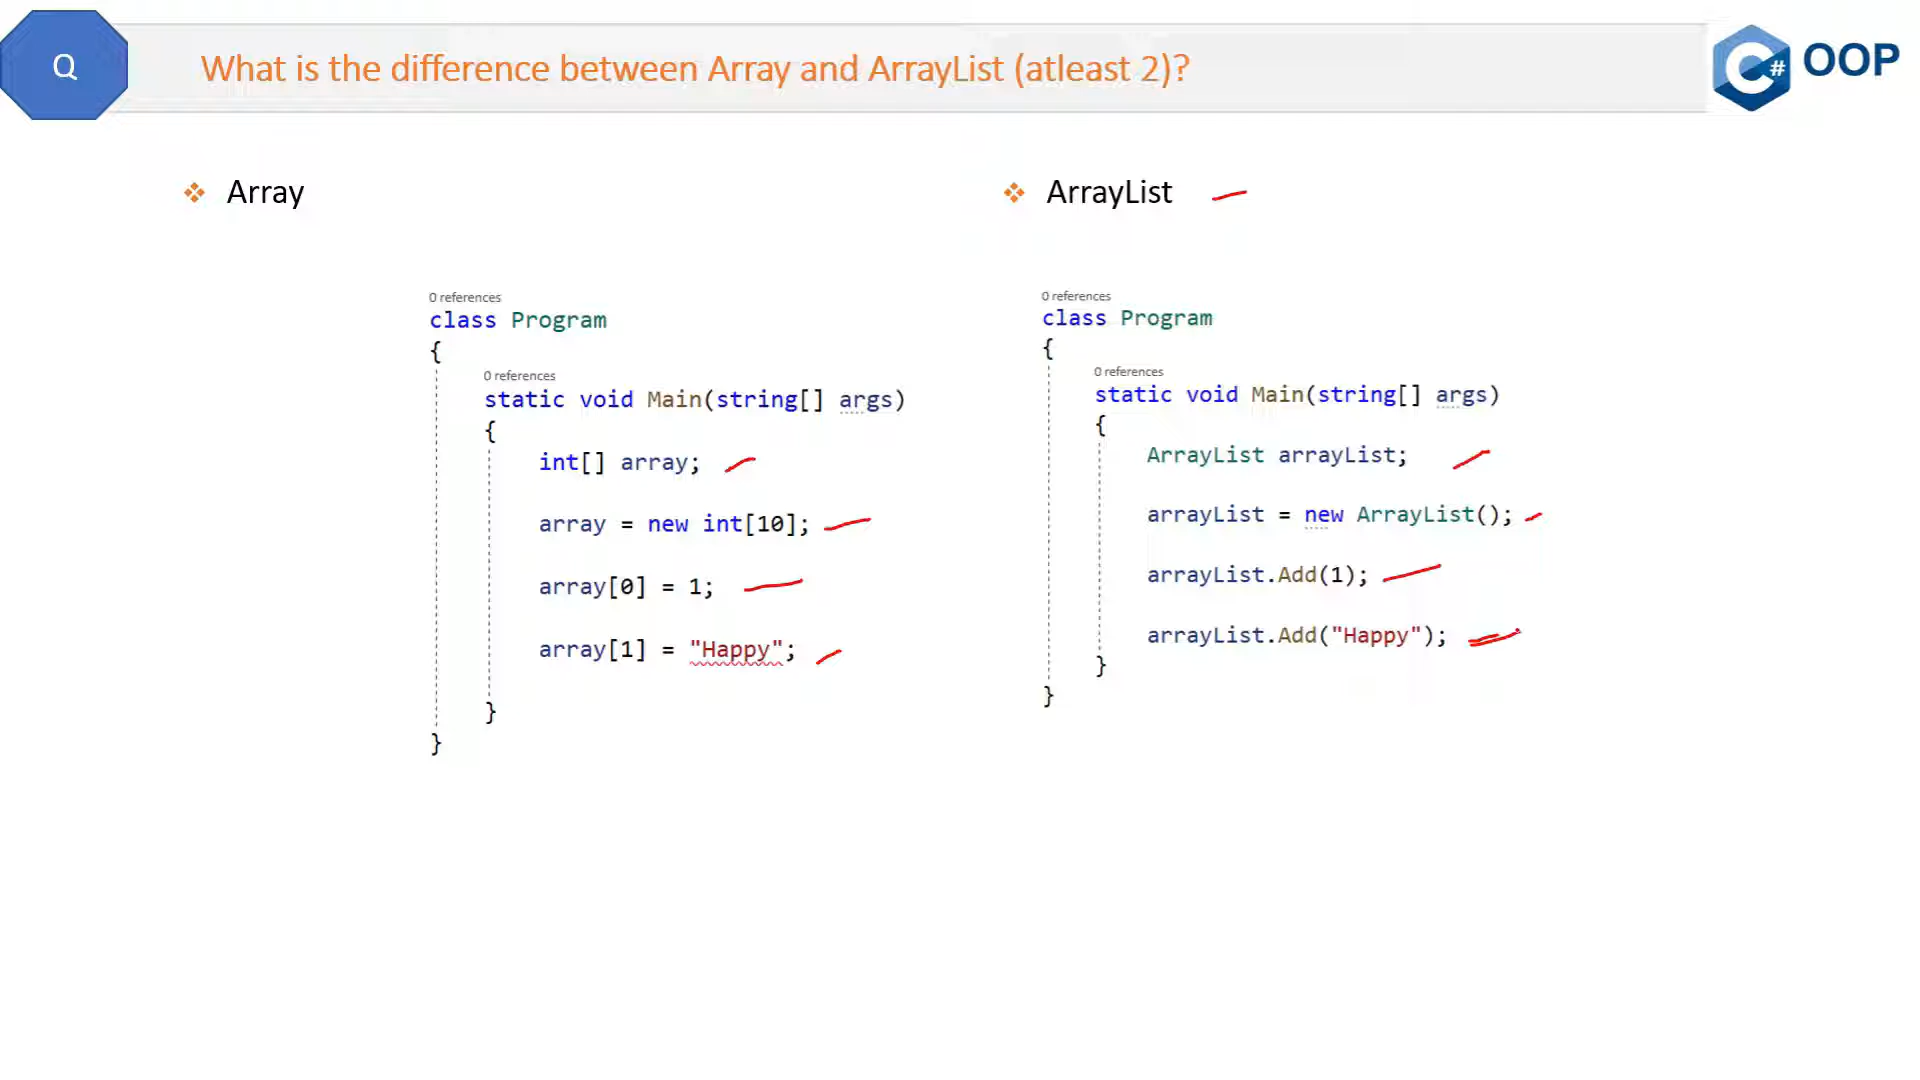 Q
What is the difference between Array and ArrayList (atleast 2)?
C# OOP
Array
0 references
class Program
{
0 references
static void Main(string[] args)
{
int[] array;
array = new int[10];
array[0] = 1;
array[1] = "Happy";
}
}
ArrayList
0 references
class Program
{
0 references
static void Main(string[] args)
{
ArrayList arrayList;
arrayList = new ArrayList();
arrayList.Add(1);
arrayList.Add("Happy");
}
}